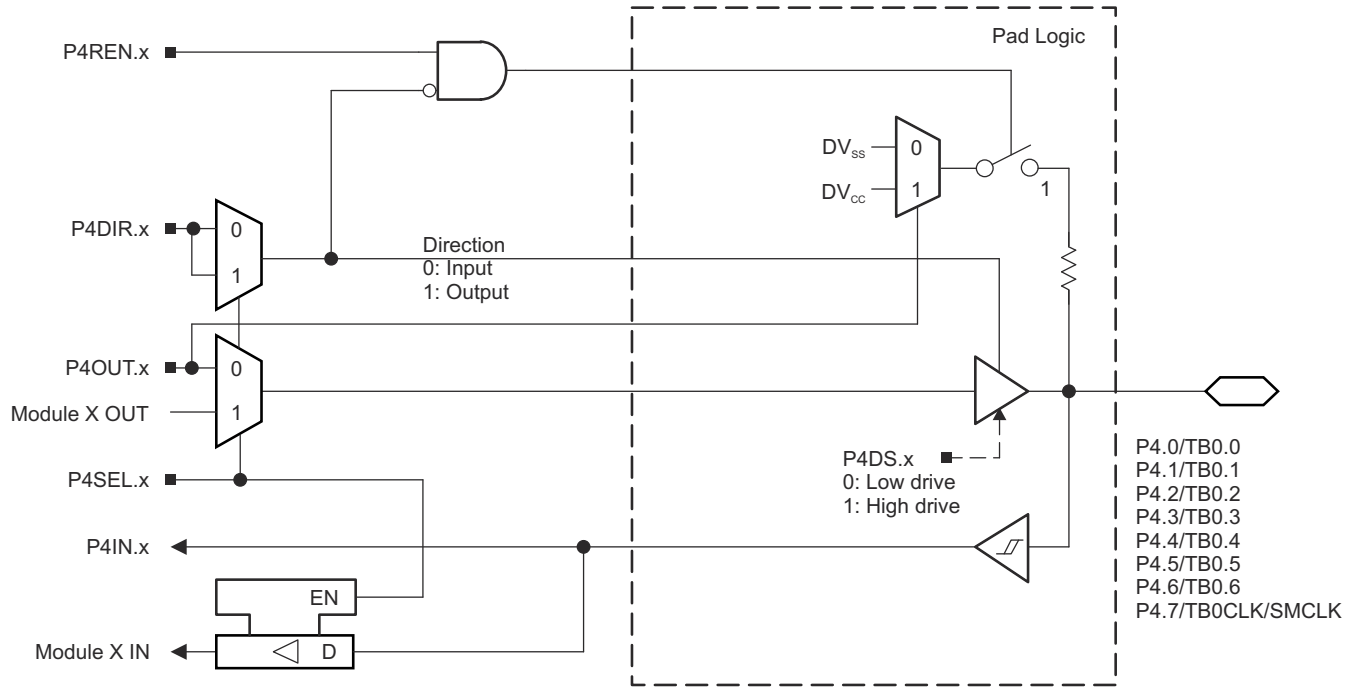 Pad Logic
P4REN.x
DVSS
0
DVCC
1
1
P4DIR.x
0
1
Direction
0: Input
1: Output
P4OUT.x
0
Module X OUT
1
P4DS.x
0: Low drive
1: High drive
P4SEL.x
P4.0/TB0.0
P4.1/TB0.1
P4.2/TB0.2
P4.3/TB0.3
P4.4/TB0.4
P4.5/TB0.5
P4.6/TB0.6
P4.7/TB0CLK/SMCLK
P4IN.x
EN
Module X IN
D